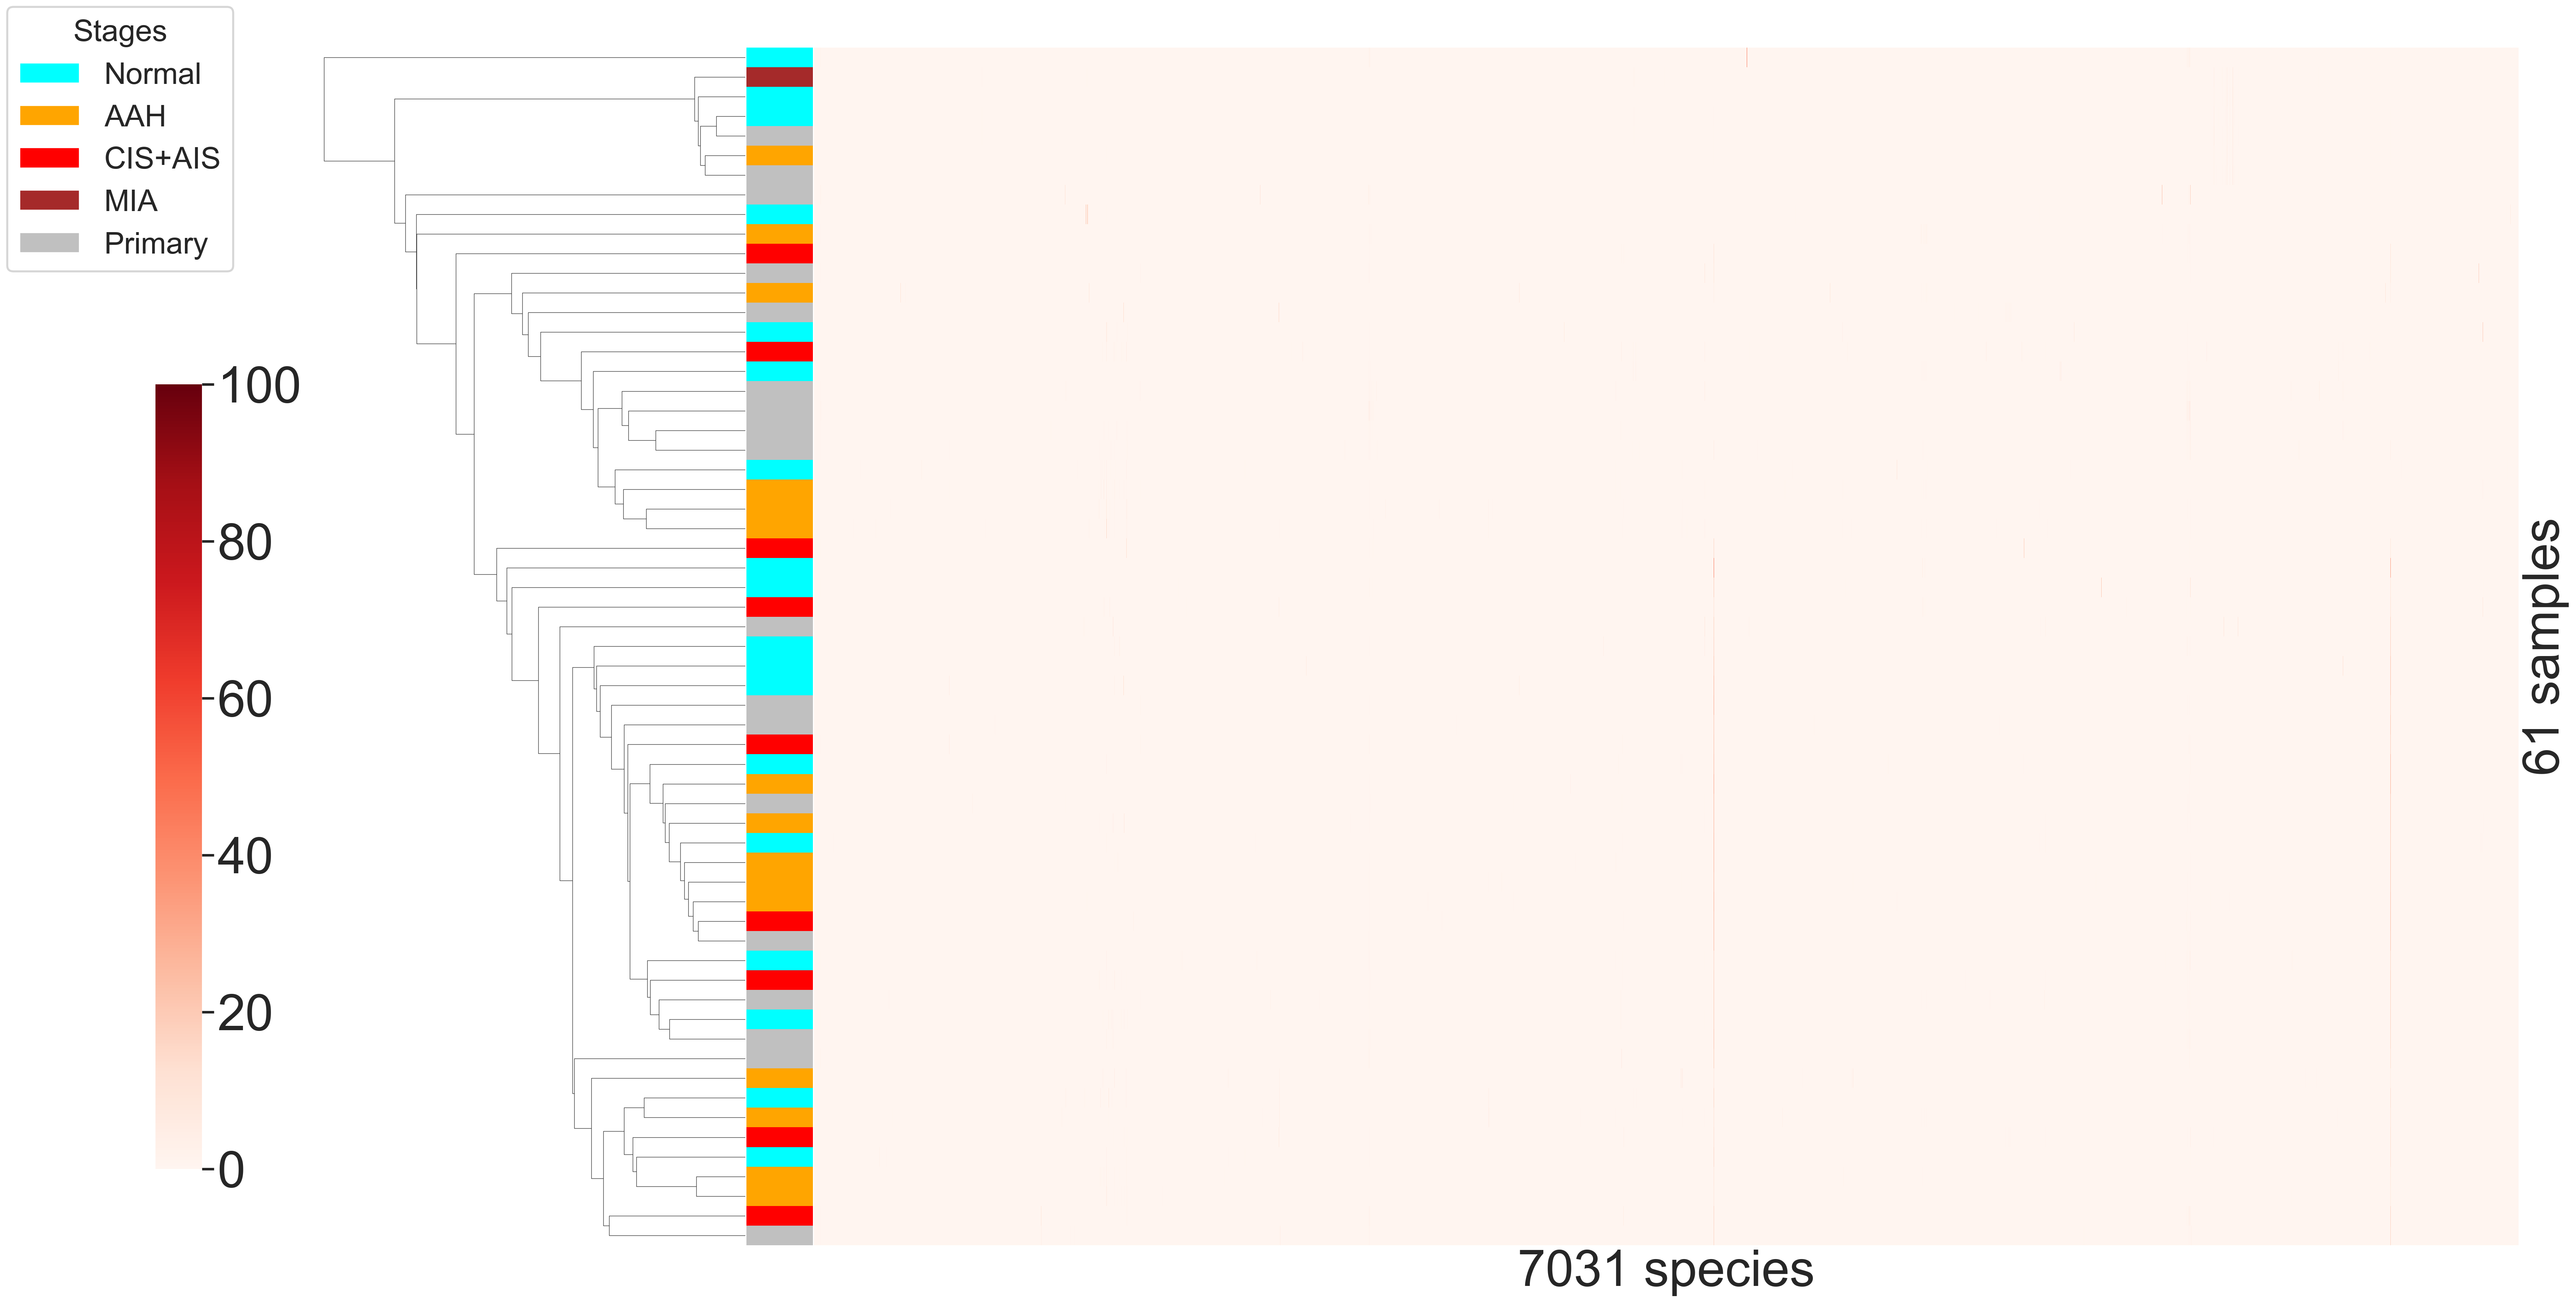 Stages
Normal
AAH
CIS+AIS
MIA
Primary
100
80
60
40
20
0
61 samples
7031 species